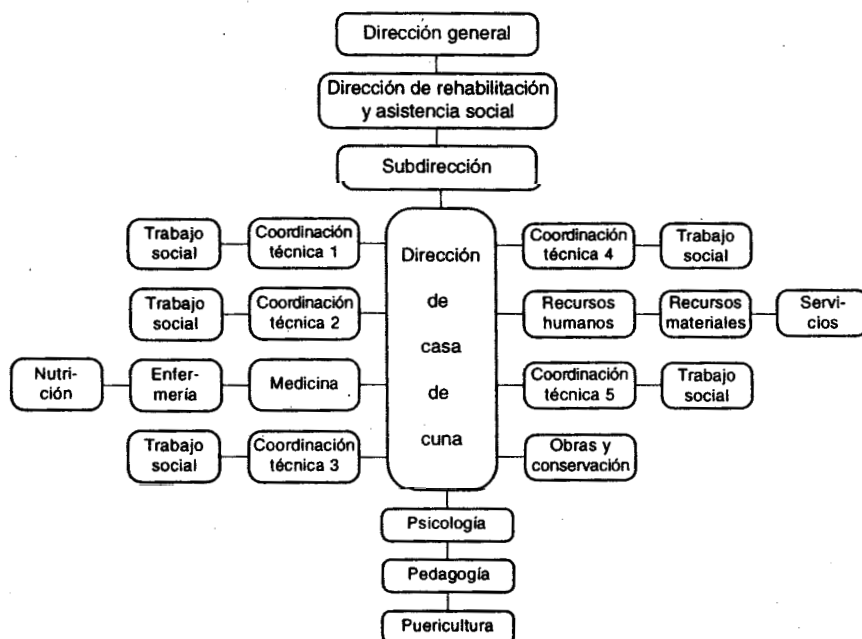 Dirección general
Dirección de rehabilitación
y asistencia social
Subdirección
Trabajo
social
Coordinación
técnica 1
Dirección
de
casa
de
cuna
Coordinación
técnica 4
Trabajo
social
Trabajo
social
Coordinación
técnica 2
Recursos
humanos
Recursos
materiales
Servi-
cios
Nutri-
ción
Enfer-
mería
Medicina
Coordinación
técnica 5
Trabajo
social
Trabajo
social
Coordinación
técnica 3
Obras y
conservación
Psicología
Pedagogía
Puericultura